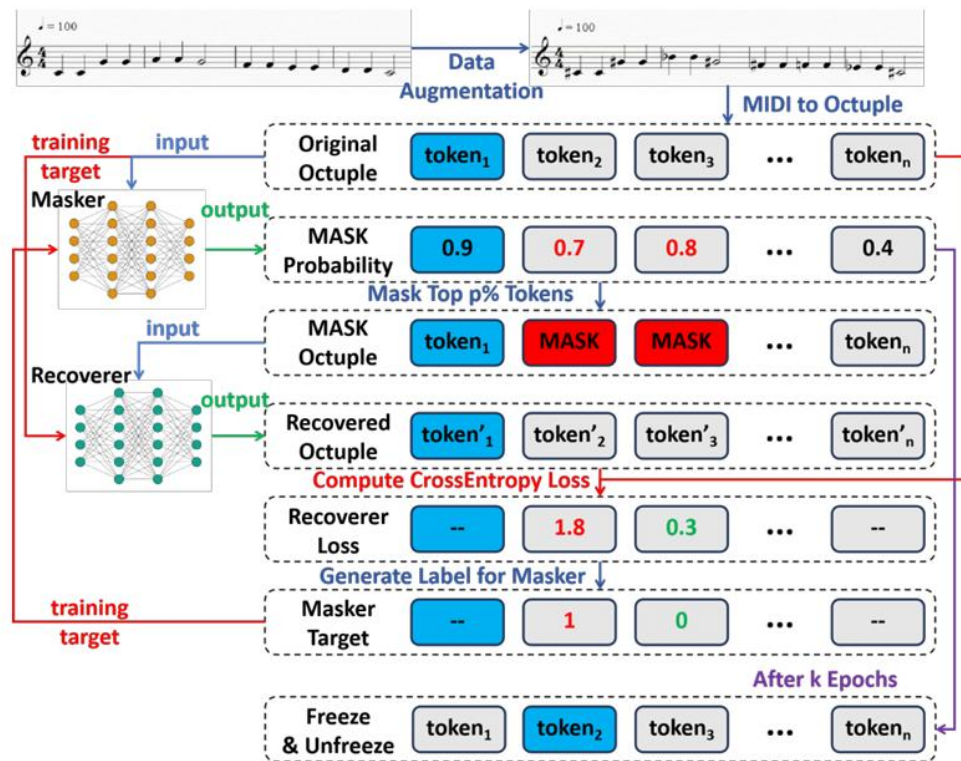 ♩ = 100
♩ = 100
4
4
4
4
Data
Augmentation
MIDI to Octuple
training
target
input
Original
Octuple
token₁
token₂
token₃
...
tokenₙ
Masker
output
MASK
Probability
0.9
0.7
0.8
...
0.4
Mask Top p% Tokens
input
MASK
Octuple
token₁
MASK
MASK
...
tokenₙ
Recoverer
output
Recovered
Octuple
token'₁
token'₂
token'₃
...
token'ₙ
Compute CrossEntropy Loss
Recoverer
Loss
--
1.8
0.3
...
--
Generate Label for Masker
training
target
Masker
Target
--
1
0
...
--
After k Epochs
Freeze
& Unfreeze
token₁
token₂
token₃
...
tokenₙ